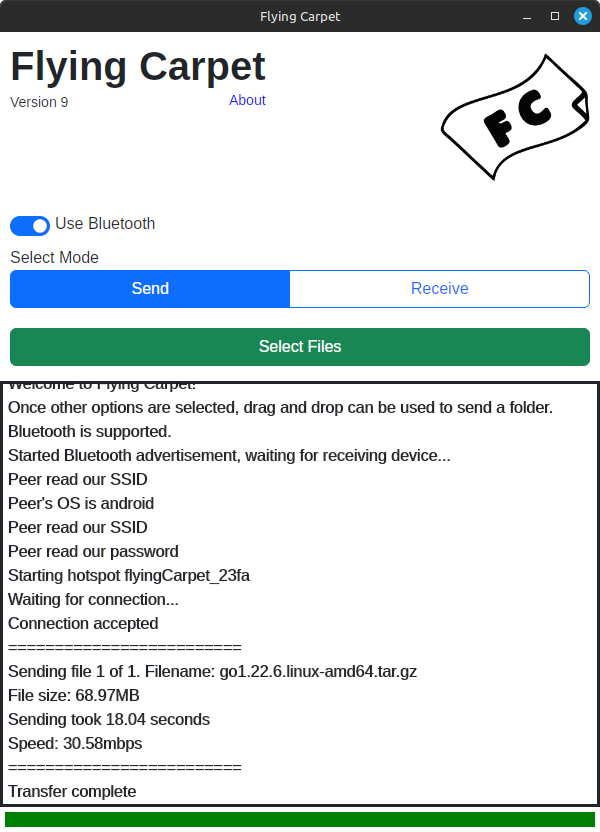 Flying Carpet
Flying Carpet
Version 9
About
FC
Use Bluetooth
Select Mode
Send
Receive
Select Files
Welcome to Flying Carpet!
Once other options are selected, drag and drop can be used to send a folder.
Bluetooth is supported.
Started Bluetooth advertisement, waiting for receiving device...
Peer read our SSID
Peer's OS is android
Peer read our SSID
Peer read our password
Starting hotspot flyingCarpet_23fa
Waiting for connection...
Connection accepted
=========================
Sending file 1 of 1. Filename: go1.22.6.linux-amd64.tar.gz
File size: 68.97MB
Sending took 18.04 seconds
Speed: 30.58mbps
=========================
Transfer complete